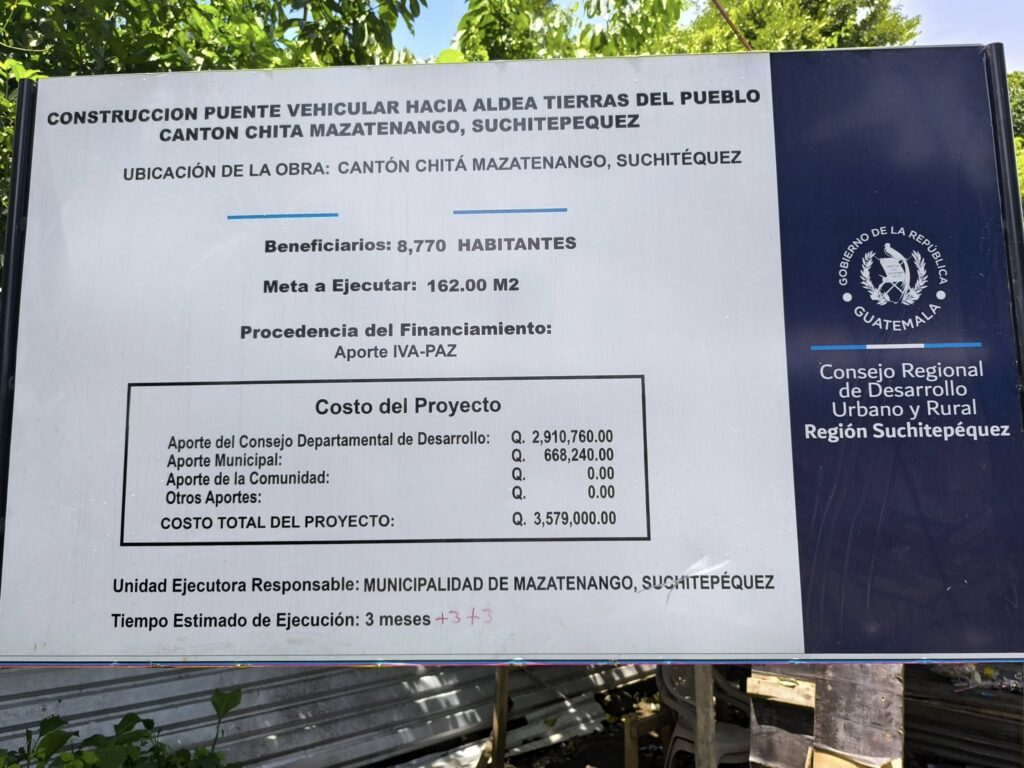 CONSTRUCCION PUENTE VEHICULAR HACIA ALDEA TIERRAS DEL PUEBLO
CANTON CHITA MAZATENANGO, SUCHITEPEQUEZ
UBICACIÓN DE LA OBRA: CANTÓN CHITÁ MAZATENANGO, SUCHITÉQUEZ
Beneficiarios: 8,770 HABITANTES
Meta a Ejecutar: 162.00 M2
Procedencia del Financiamiento:
Aporte IVA-PAZ
Costo del Proyecto
Aporte del Consejo Departamental de Desarrollo: Q. 2,910,760.00
Aporte Municipal: Q. 668,240.00
Aporte de la Comunidad: Q. 0.00
Otros Aportes: Q. 0.00
COSTO TOTAL DEL PROYECTO: Q. 3,579,000.00
Unidad Ejecutora Responsable: MUNICIPALIDAD DE MAZATENANGO, SUCHITEPÉQUEZ
Tiempo Estimado de Ejecución: 3 meses +3 +3
GOBIERNO DE LA REPÚBLICA
GUATEMALA
Consejo Regional
de Desarrollo
Urbano y Rural
Región Suchitepéquez